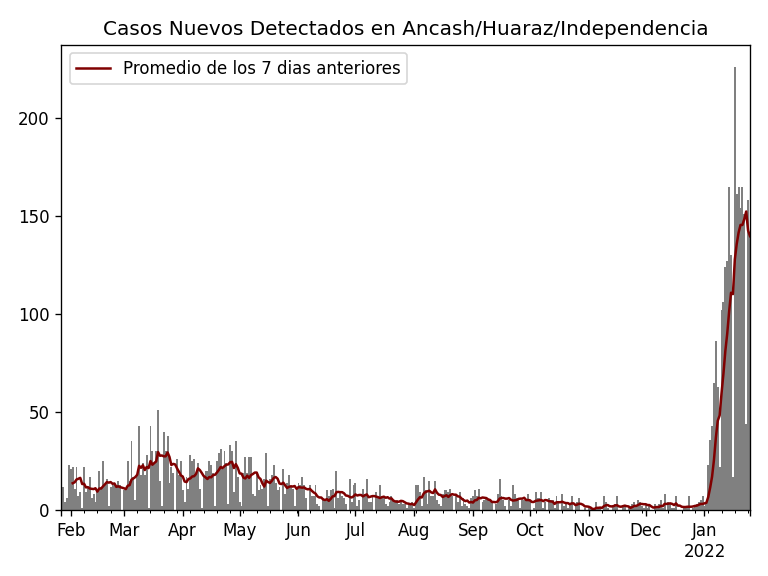 Casos Nuevos Detectados en Ancash/Huaraz/Independencia
Promedio de los 7 dias anteriores
200
150
100
50
0
Feb Mar Apr May Jun Jul Aug Sep Oct Nov Dec Jan
2022